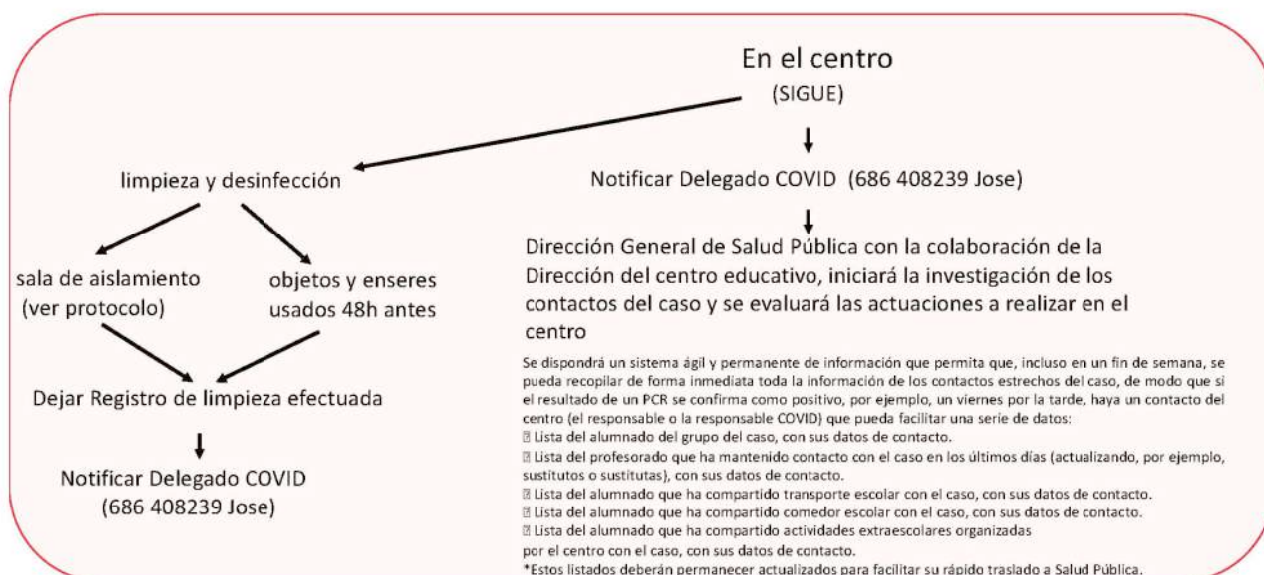 En el centro
(SIGUE)
limpieza y desinfección
sala de aislamiento
(ver protocolo)
objetos y enseres
usados 48h antes
Dejar Registro de limpieza efectuada
Notificar Delegado COVID
(686 408239 Jose)
Notificar Delegado COVID (686 408239 Jose)
Dirección General de Salud Pública con la colaboración de la
Dirección del centro educativo, iniciará la investigación de los
contactos del caso y se evaluará las actuaciones a realizar en el
centro
Se dispondrá un sistema ágil y permanente de información que permita que, incluso en un fin de semana, se
pueda recopilar de forma inmediata toda la información de los contactos estrechos del caso, de modo que si
el resultado de un PCR se confirma como positivo, por ejemplo, un viernes por la tarde, haya un contacto del
centro (el responsable o la responsable COVID) que pueda facilitar una serie de datos:
Lista del alumnado del grupo del caso, con sus datos de contacto.
Lista del profesorado que ha mantenido contacto con el caso en los últimos días (actualizando, por ejemplo,
sustitutos o sustitutas), con sus datos de contacto.
Lista del alumnado que ha compartido transporte escolar con el caso, con sus datos de contacto.
Lista del alumnado que ha compartido comedor escolar con el caso, con sus datos de contacto.
Lista del alumnado que ha compartido actividades extraescolares organizadas
por el centro con el caso, con sus datos de contacto.
*Estos listados deberán permanecer actualizados para facilitar su rápido traslado a Salud Pública.